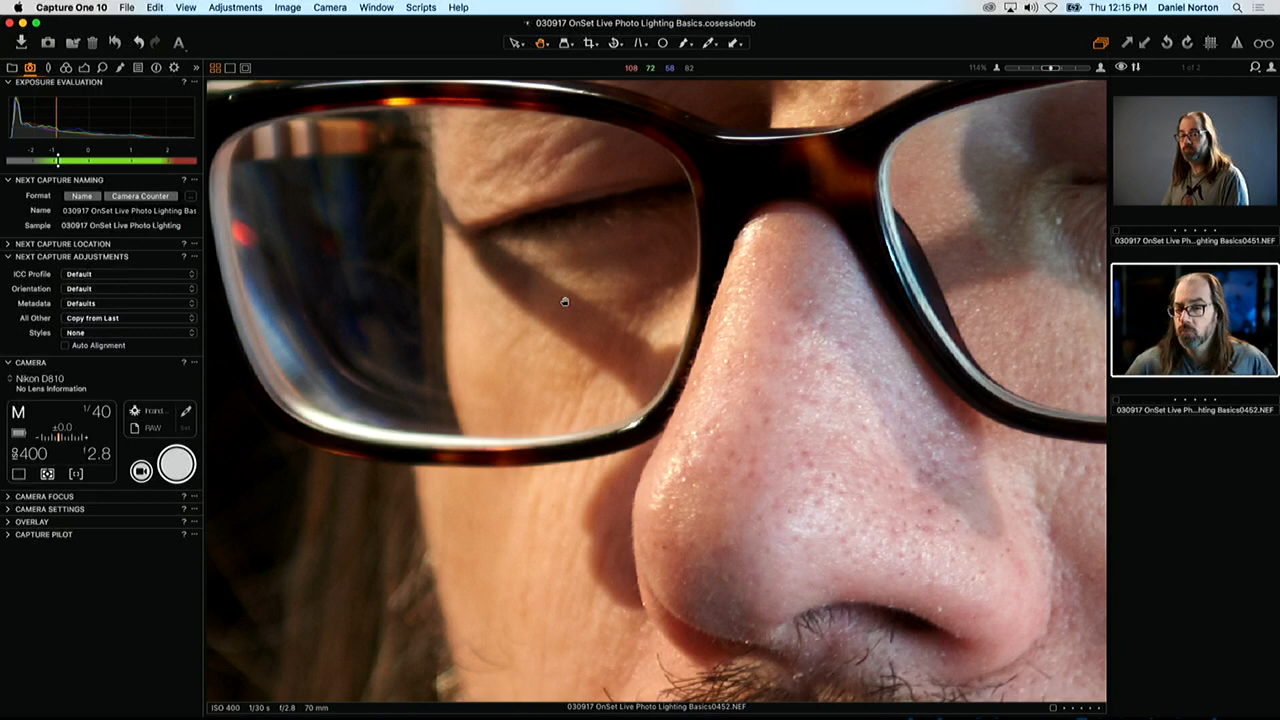 Capture One 10 File Edit View Adjustments Image Camera Window Scripts Help Thu 12:15 PM Daniel Norton
030917 OnSet Live Photo Lighting Basics.cosessiondb
108 72 58 82
114%
1 of 2
EXPOSURE EVALUATION ?
-2 -1 0 1 2
NEXT CAPTURE NAMING ?
Format Name Camera Counter
Name 030917 OnSet Live Photo Lighting Bas
Sample 030917 OnSet Live Photo Lighting
NEXT CAPTURE LOCATION ?
NEXT CAPTURE ADJUSTMENTS ?
ICC Profile Default
Orientation Default
Metadata Defaults
All Other Copy from Last
Styles None
Auto Alignment
CAMERA ?
Nikon D810
No Lens Information
M 1/40
±0.0
RAW
Set
400 f2.8
CAMERA FOCUS ?
CAMERA SETTINGS ?
OVERLAY ?
CAPTURE PILOT ?
030917 OnSet Live Ph...ghting Basics0451.NEF
030917 OnSet Live Ph...hting Basics0452.NEF
ISO 400 1/30 s f/2.8 70 mm
030917 OnSet Live Photo Lighting Basics0452.NEF